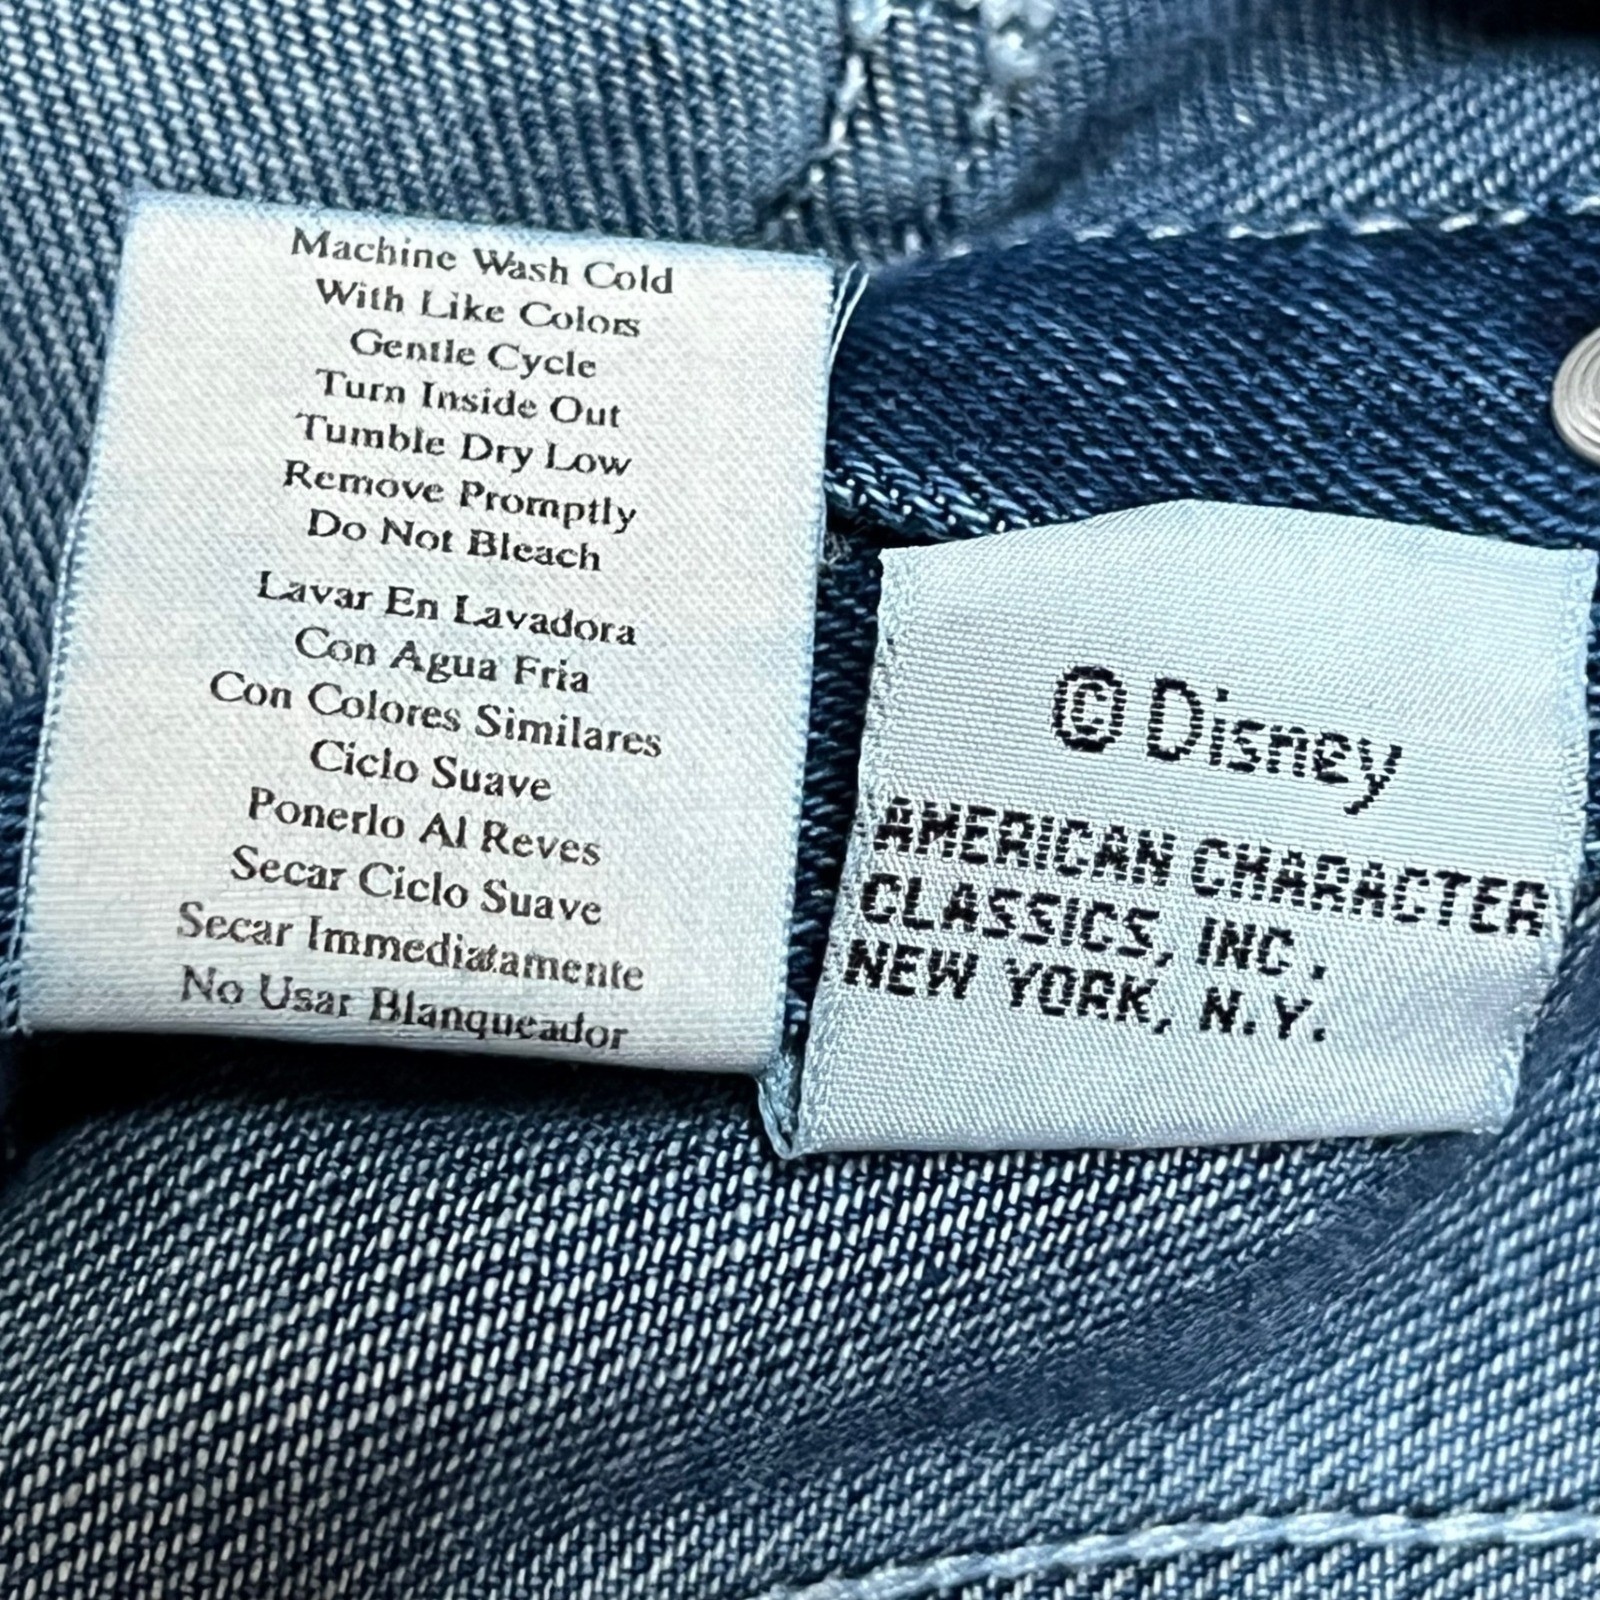 Machine Wash Cold
With Like Colors
Gentle Cycle
Turn Inside Out
Tumble Dry Low
Remove Promptly
Do Not Bleach
Lavar En Lavadora
Con Agua Fria
Con Colores Similares
Ciclo Suave
Ponerlo Al Reves
Secar Ciclo Suave
Secar Immediatamente
No Usar Blanqueador
© Disney
AMERICAN CHARACTER
CLASSICS, INC.
NEW YORK, N.Y.